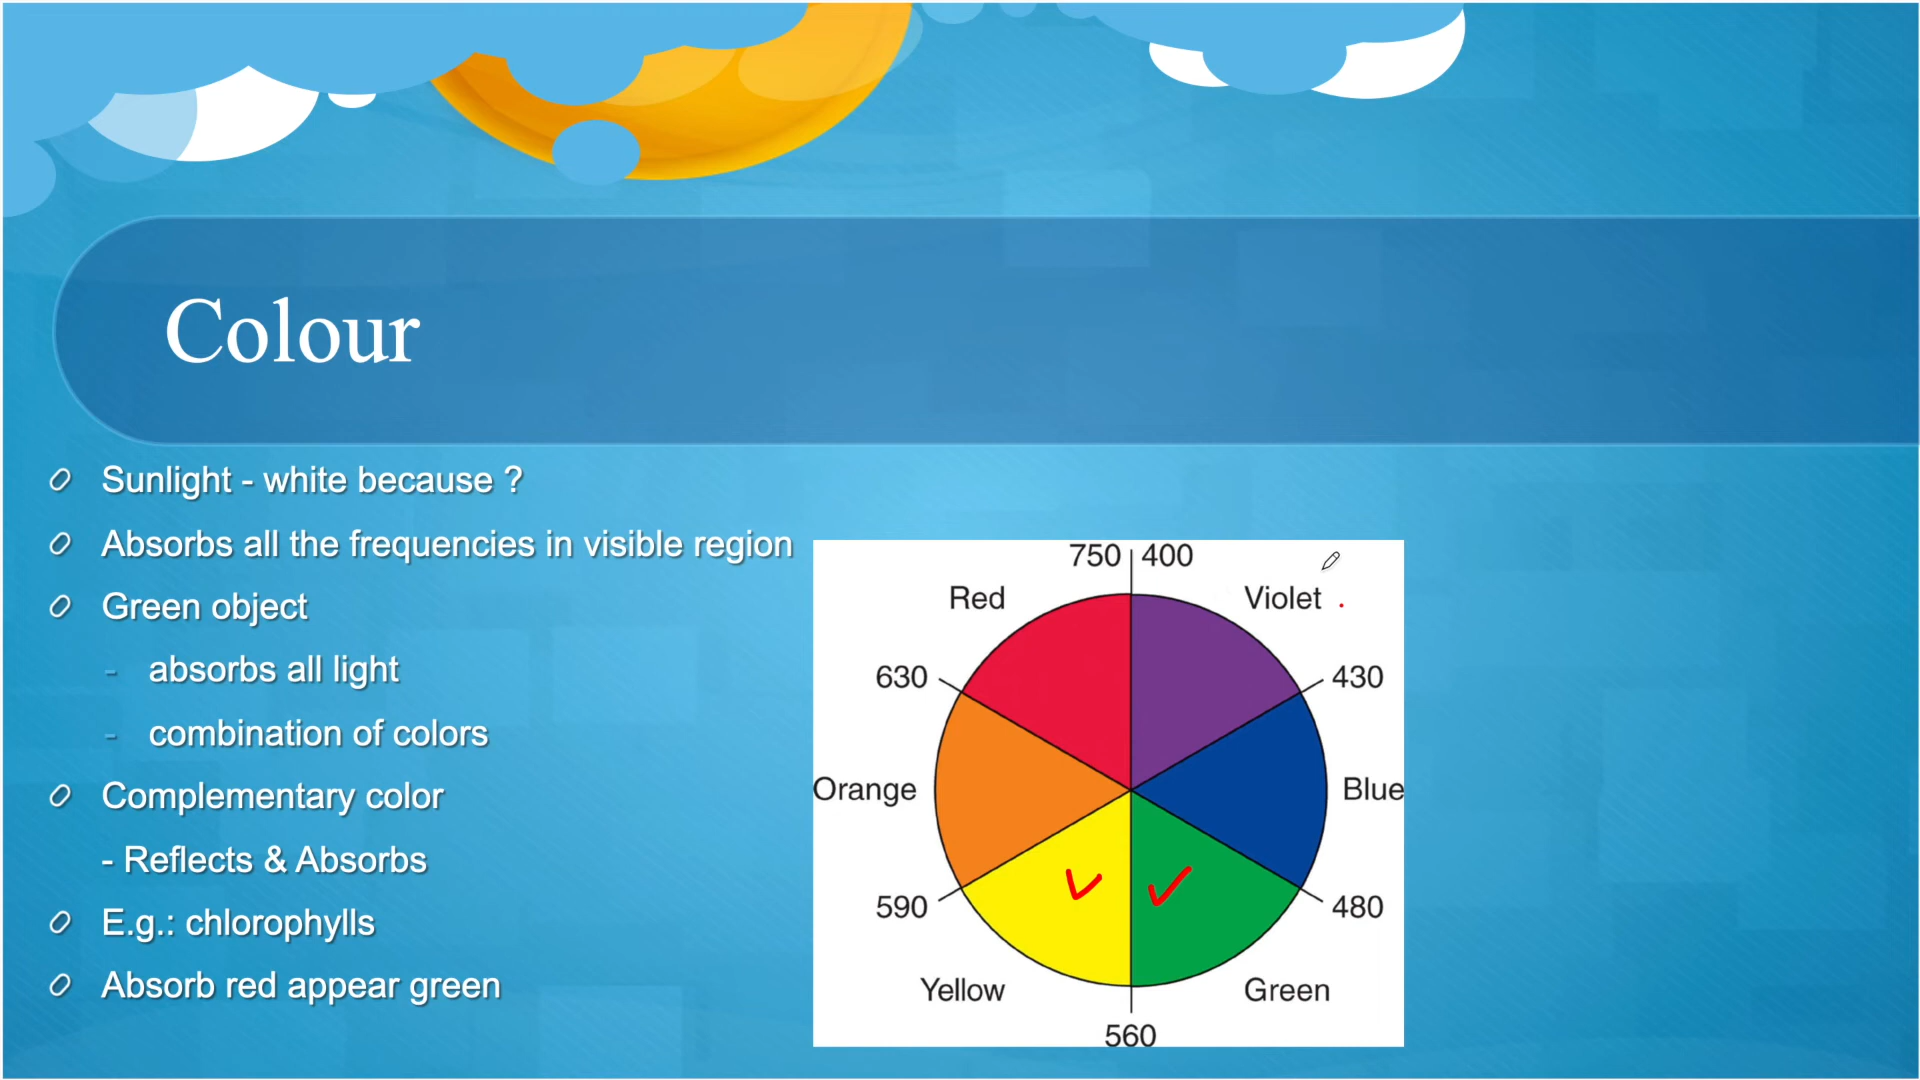 Colour
Sunlight - white because ?
Absorbs all the frequencies in visible region
Green object
- absorbs all light
- combination of colors
Complementary color
- Reflects & Absorbs
E.g.: chlorophylls
Absorb red appear green
750 400
Red Violet
630 430
Orange Blue
590 480
Yellow Green
560